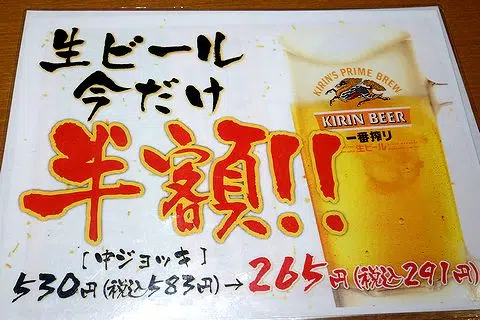 生ビール
今だけ
半額!!
[中ジョッキ]
530円(税込583円)→265円(税込291円)
KIRIN'S PRIME BREW
KIRIN BEER
一番搾り
生ビール